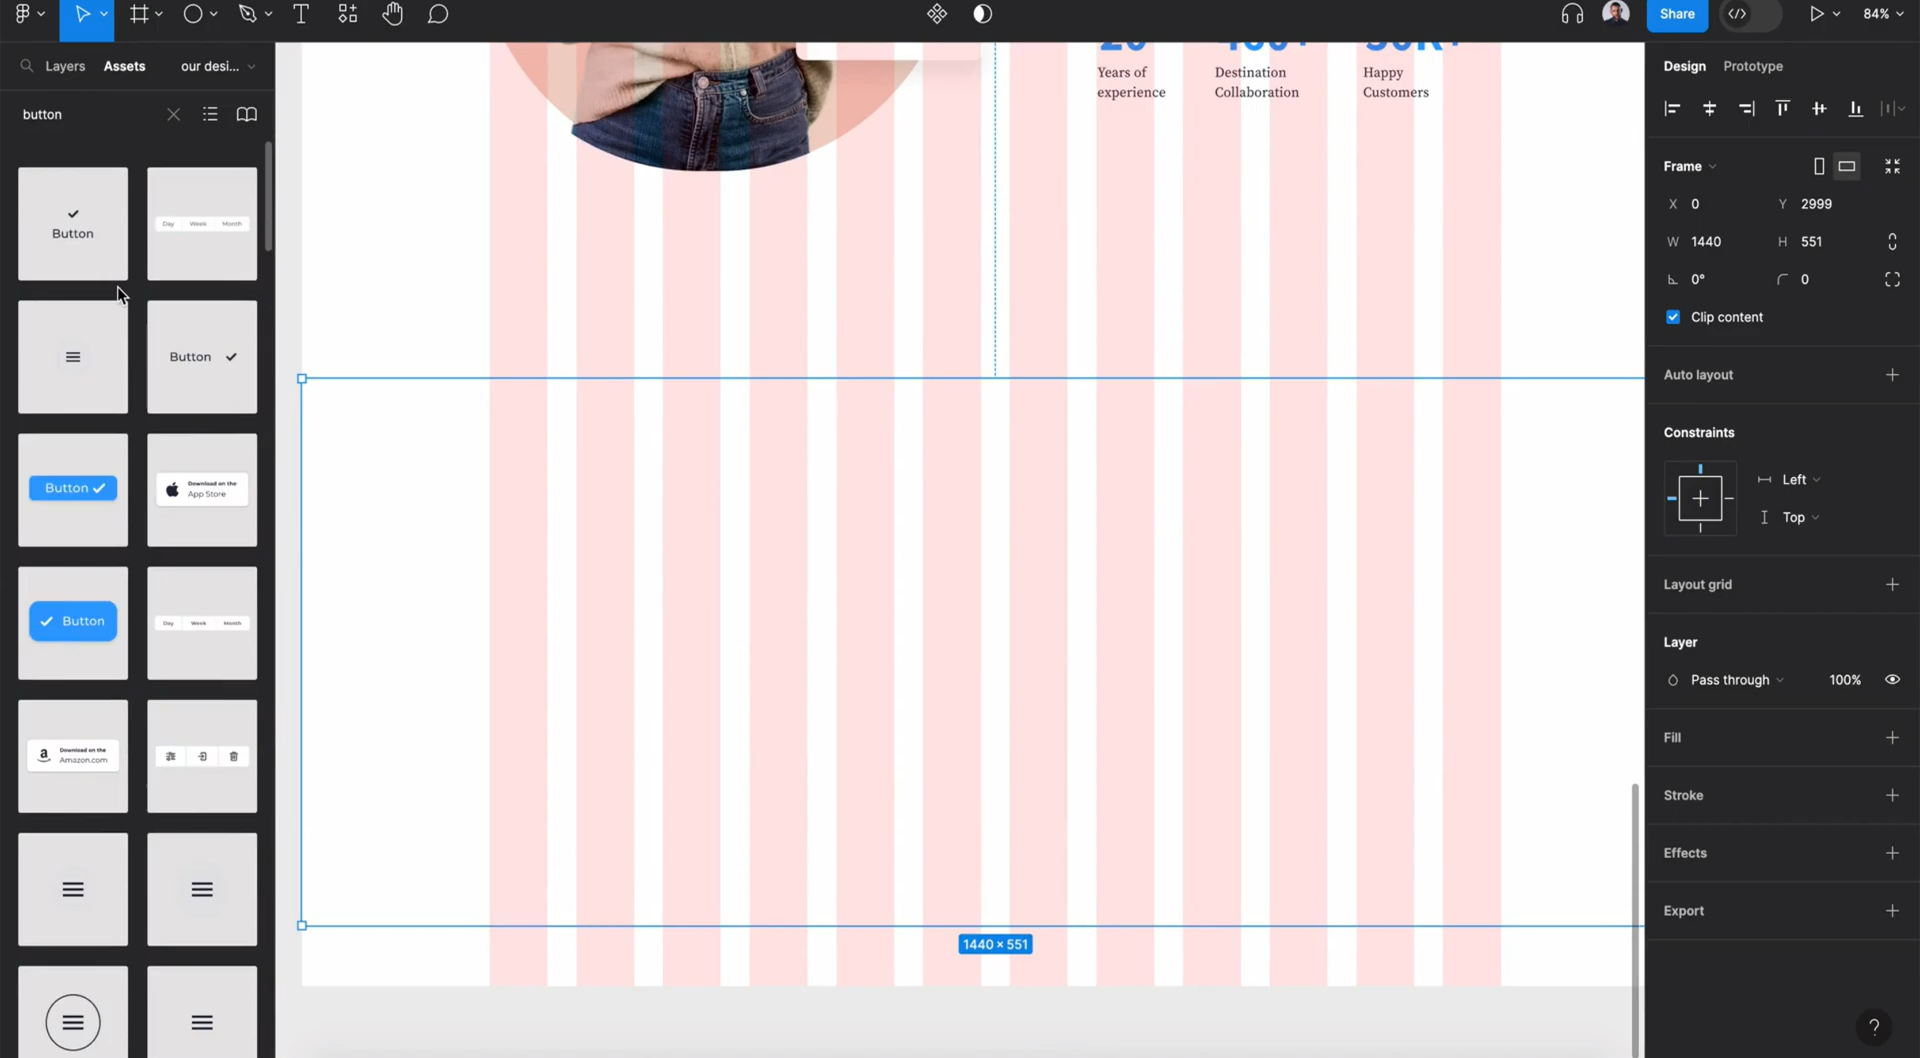 Share
84%
Layers
Assets
our desi...
button
Button
Day Week Month
Button
Button
Download on the
App Store
Button
Day Week Month
a
Download on the
Amazon.com
Years of
experience
Destination
Collaboration
Happy
Customers
1440 × 551
Design
Prototype
Frame
X 0
Y 2999
W 1440
H 551
0°
0
Clip content
Auto layout
Constraints
Left
Top
Layout grid
Layer
Pass through
100%
Fill
Stroke
Effects
Export
?